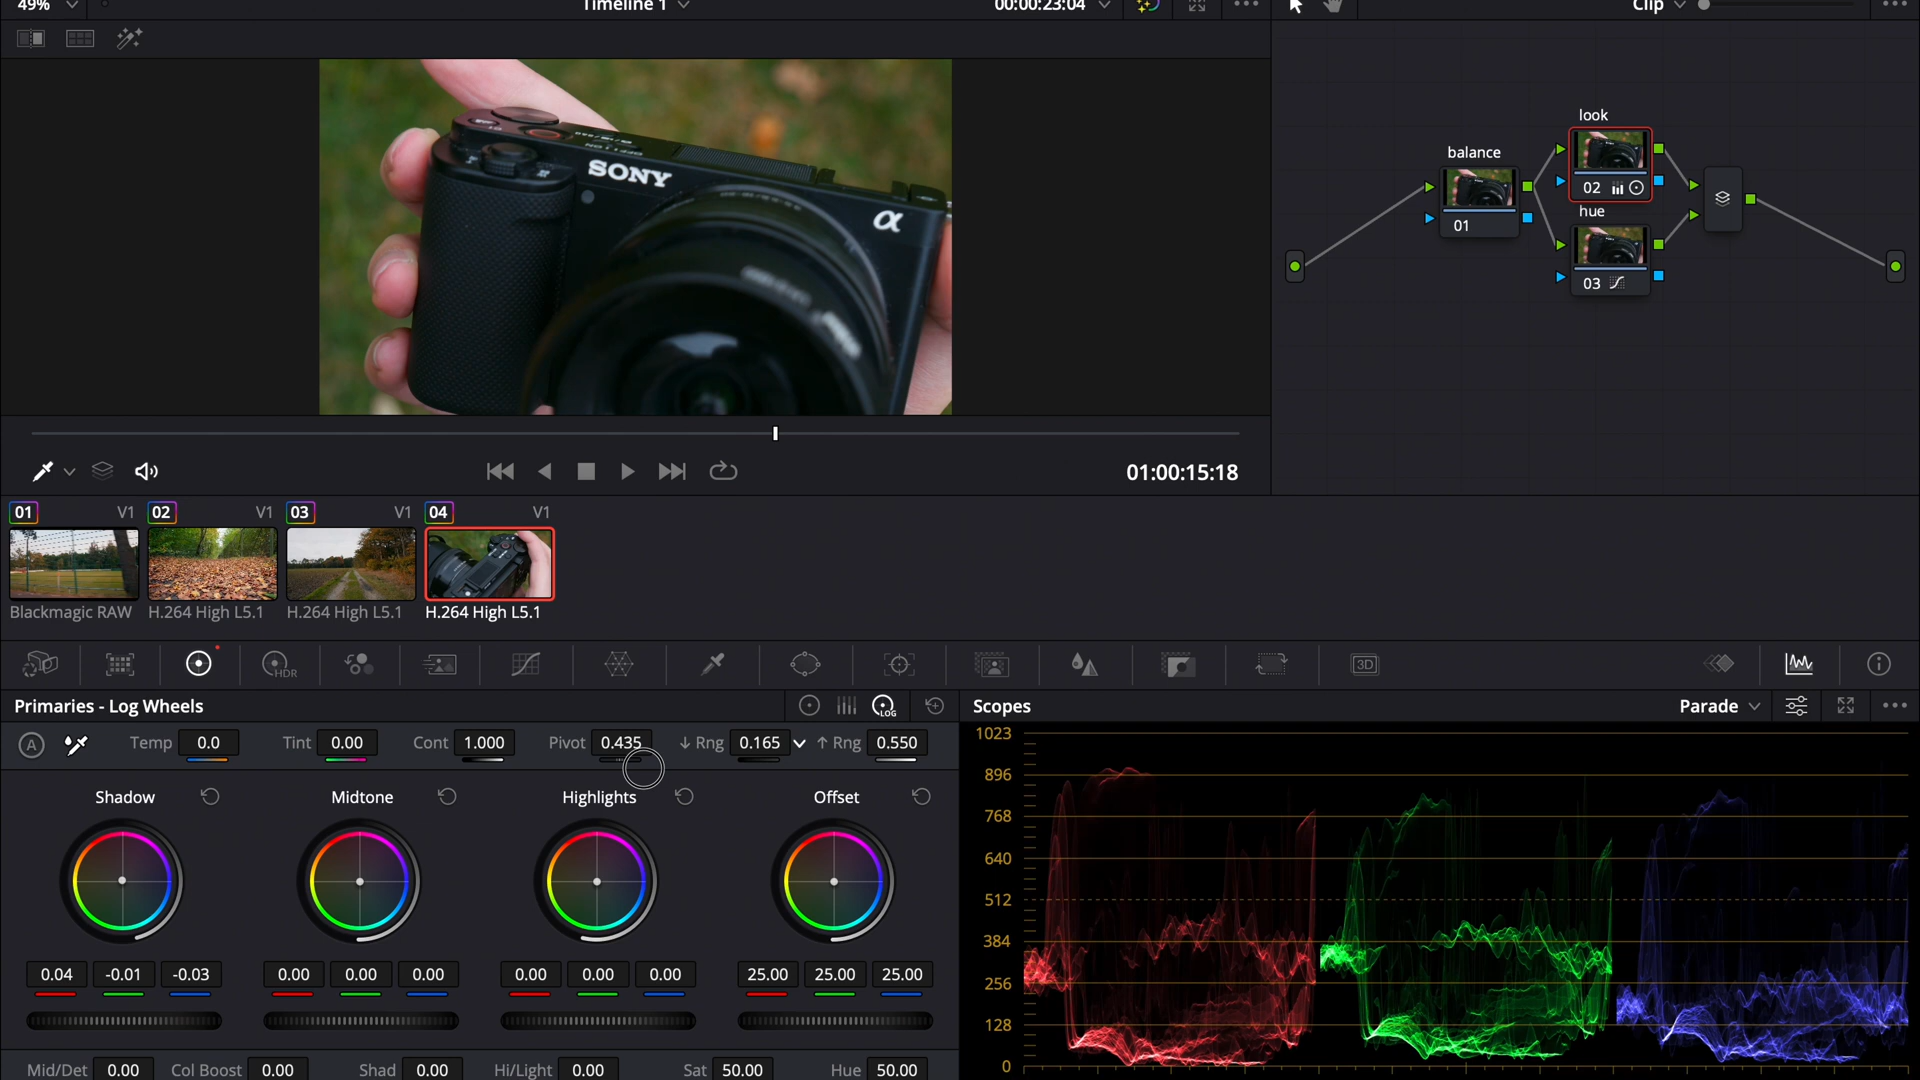 49%
Timeline 1
00:00:23:04
Clip
SONY
α
look
balance
02
hue
01
03
01:00:15:18
01 V1 02 V1 03 V1 04 V1
Blackmagic RAW H.264 High L5.1 H.264 High L5.1 H.264 High L5.1
HDR
3D
Primaries - Log Wheels
LOG
Scopes
Parade
A Temp 0.0 Tint 0.00 Cont 1.000 Pivot 0.435 ↓ Rng 0.165 ↑ Rng 0.550
Shadow Midtone Highlights Offset
0.04 -0.01 -0.03 0.00 0.00 0.00 0.00 0.00 0.00 25.00 25.00 25.00
Mid/Det 0.00 Col Boost 0.00 Shad 0.00 Hi/Light 0.00 Sat 50.00 Hue 50.00
1023
896
768
640
512
384
256
128
0